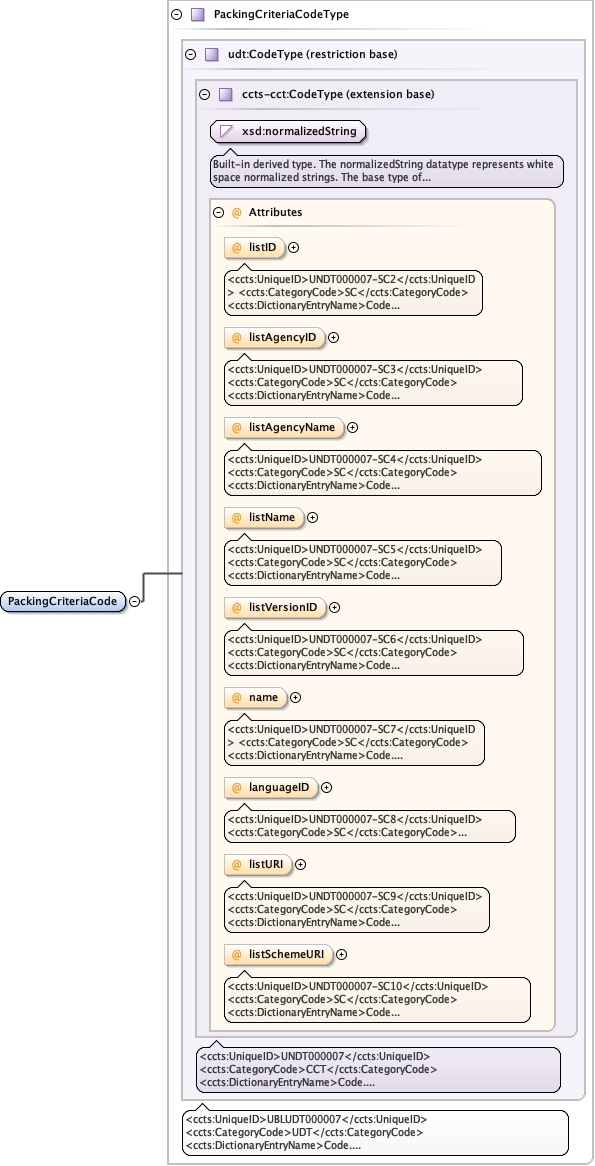 PackingCriteriaCodeType
udt:CodeType (restriction base)
ccts-cct:CodeType (extension base)
xsd:normalizedString
Built-in derived type. The normalizedString datatype represents white
space normalized strings. The base type of...
@ Attributes
@ listID
<ccts:UniqueID>UNDT000007-SC2</ccts:UniqueID
> <ccts:CategoryCode>SC</ccts:CategoryCode>
<ccts:DictionaryEntryName>Code...
@ listAgencyID
<ccts:UniqueID>UNDT000007-SC3</ccts:UniqueID>
<ccts:CategoryCode>SC</ccts:CategoryCode>
<ccts:DictionaryEntryName>Code...
@ listAgencyName
<ccts:UniqueID>UNDT000007-SC4</ccts:UniqueID>
<ccts:CategoryCode>SC</ccts:CategoryCode>
<ccts:DictionaryEntryName>Code...
@ listName
<ccts:UniqueID>UNDT000007-SC5</ccts:UniqueID>
<ccts:CategoryCode>SC</ccts:CategoryCode>
<ccts:DictionaryEntryName>Code...
PackingCriteriaCode
@ listVersionID
<ccts:UniqueID>UNDT000007-SC6</ccts:UniqueID>
<ccts:CategoryCode>SC</ccts:CategoryCode>
<ccts:DictionaryEntryName>Code...
@ name
<ccts:UniqueID>UNDT000007-SC7</ccts:UniqueID
> <ccts:CategoryCode>SC</ccts:CategoryCode>
<ccts:DictionaryEntryName>Code....
@ languageID
<ccts:UniqueID>UNDT000007-SC8</ccts:UniqueID>
<ccts:CategoryCode>SC</ccts:CategoryCode>...
@ listURI
<ccts:UniqueID>UNDT000007-SC9</ccts:UniqueID>
<ccts:CategoryCode>SC</ccts:CategoryCode>
<ccts:DictionaryEntryName>Code...
@ listSchemeURI
<ccts:UniqueID>UNDT000007-SC10</ccts:UniqueID>
<ccts:CategoryCode>SC</ccts:CategoryCode>
<ccts:DictionaryEntryName>Code...
<ccts:UniqueID>UNDT000007</ccts:UniqueID>
<ccts:CategoryCode>CCT</ccts:CategoryCode>
<ccts:DictionaryEntryName>Code....
<ccts:UniqueID>UBLUDT000007</ccts:UniqueID>
<ccts:CategoryCode>UDT</ccts:CategoryCode>
<ccts:DictionaryEntryName>Code....